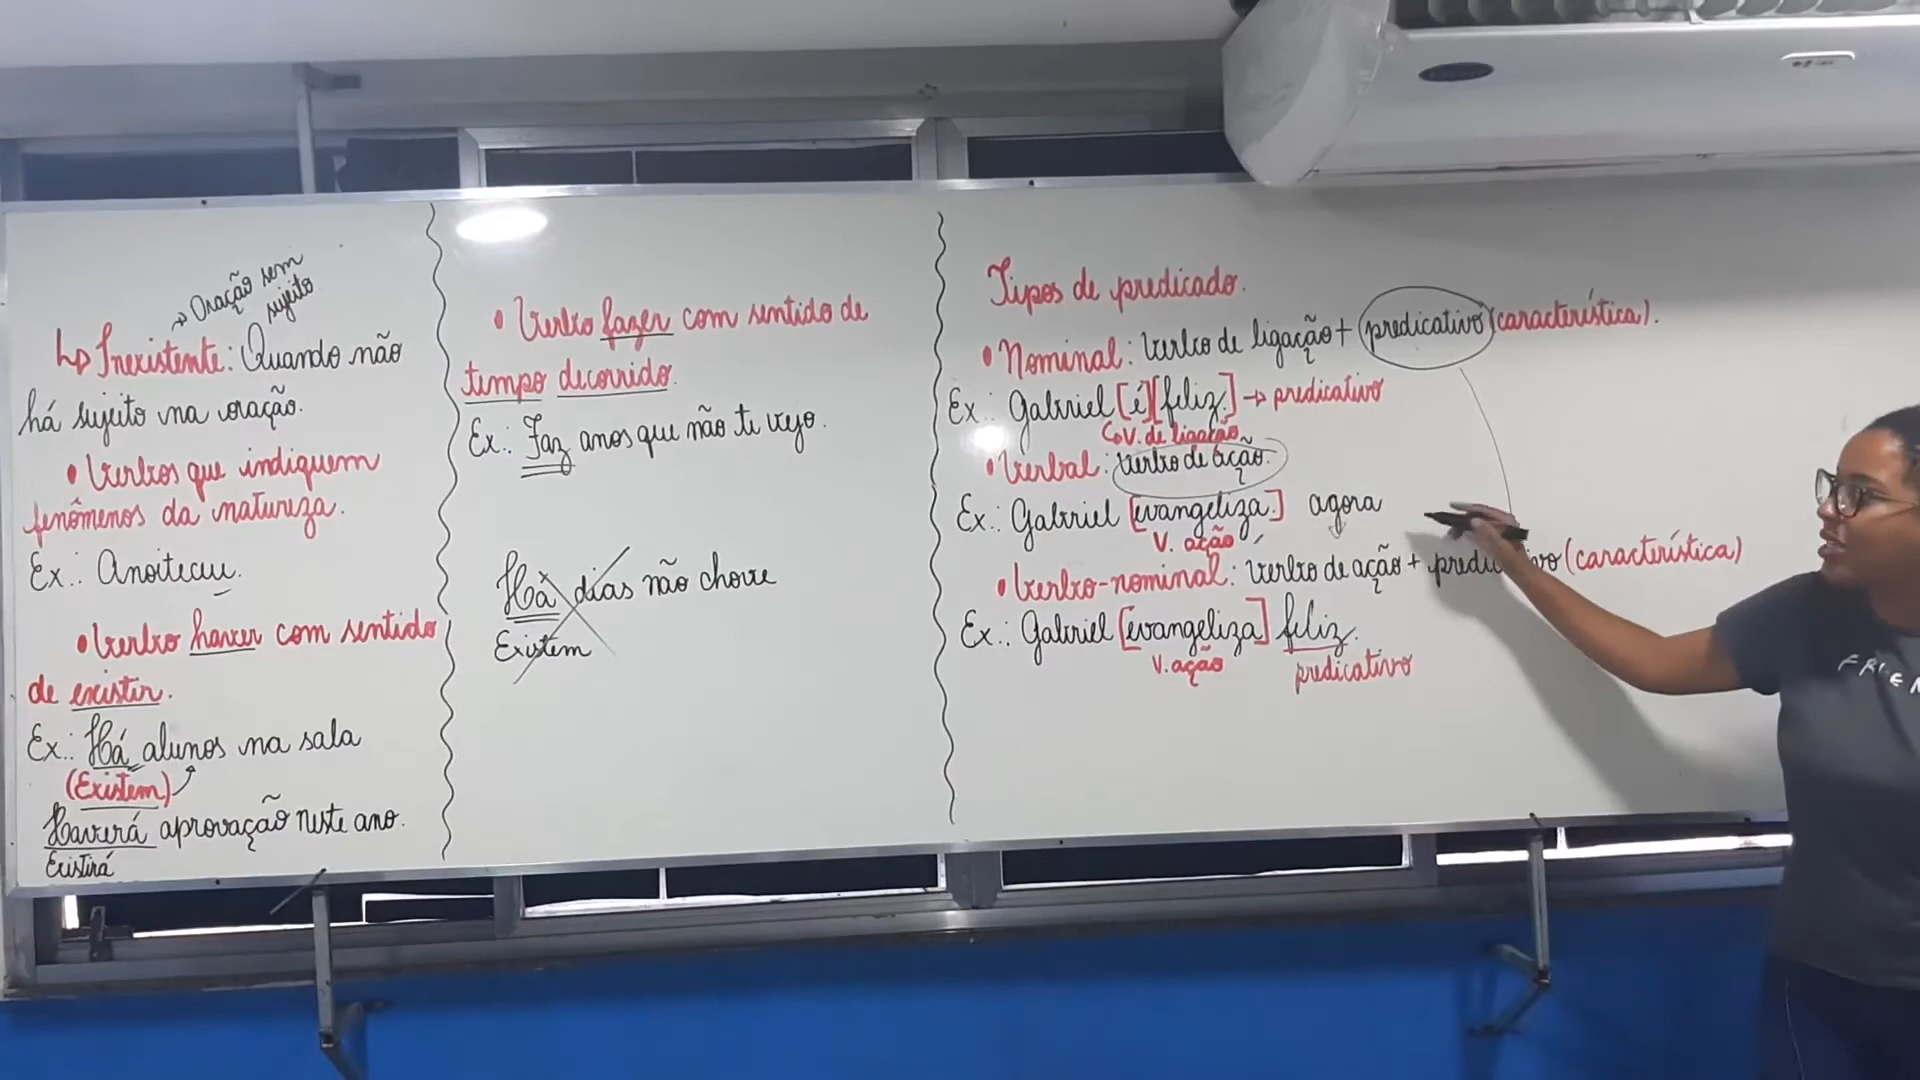 → Oração sem
sujeito
↳ Inexistente: Quando não
há sujeito na oração.
• Verbos que indiquem
fenômenos da natureza.
Ex.: Anoiteceu.
• Verbo haver com sentido
de existir.
Ex.: Há alunos na sala
(Existem)
Haverá aprovação neste ano.
Existirá
• Verbo fazer com sentido de
tempo decorrido.
Ex.: Faz anos que não te vejo.
Há dias não chove
Existem
Tipos de predicado.
• Nominal: verbo de ligação + predicativo (característica).
Ex.: Gabriel [é][feliz.] → predicativo
V. de ligação
• Verbal: verbo de ação.
Ex.: Gabriel [evangeliza.] agora
V. ação
• Verbo-nominal: verbo de ação + predicativo (característica)
Ex.: Gabriel [evangeliza] feliz.
V. ação predicativo